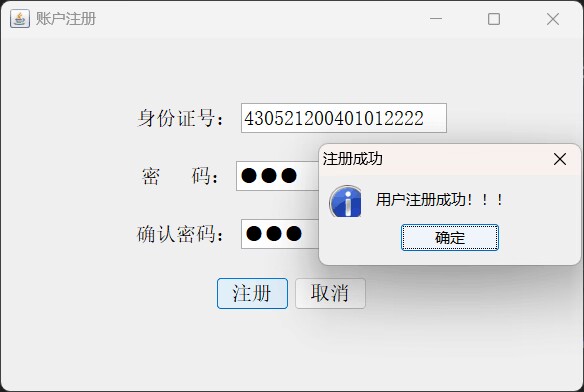 账户注册
身份证号： 430521200401012222
注册成功
密 码： ●●●
用户注册成功！！！
确认密码： ●●●
确定
注册 取消